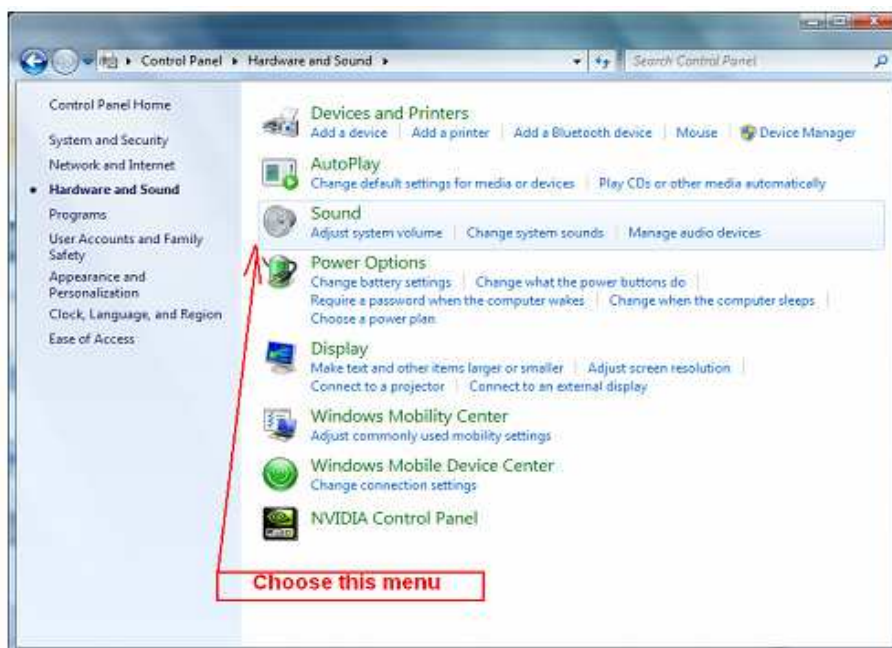 Control Panel ▸ Hardware and Sound ▸
Search Control Panel
Control Panel Home
System and Security
Network and Internet
Hardware and Sound
Programs
User Accounts and Family
Safety
Appearance and
Personalization
Clock, Language, and Region
Ease of Access
Devices and Printers
Add a device | Add a printer | Add a Bluetooth device | Mouse | Device Manager
AutoPlay
Change default settings for media or devices | Play CDs or other media automatically
Sound
Adjust system volume | Change system sounds | Manage audio devices
Power Options
Change battery settings | Change what the power buttons do |
Require a password when the computer wakes | Change when the computer sleeps |
Choose a power plan
Display
Make text and other items larger or smaller | Adjust screen resolution |
Connect to a projector | Connect to an external display
Windows Mobility Center
Adjust commonly used mobility settings
Windows Mobile Device Center
Change connection settings
NVIDIA Control Panel
Choose this menu